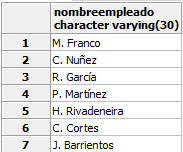 nombreempleado
character varying(30)
1 M. Franco
2 C. Nuñez
3 R. García
4 P. Martínez
5 H. Rivadeneira
6 C. Cortes
7 J. Barrientos